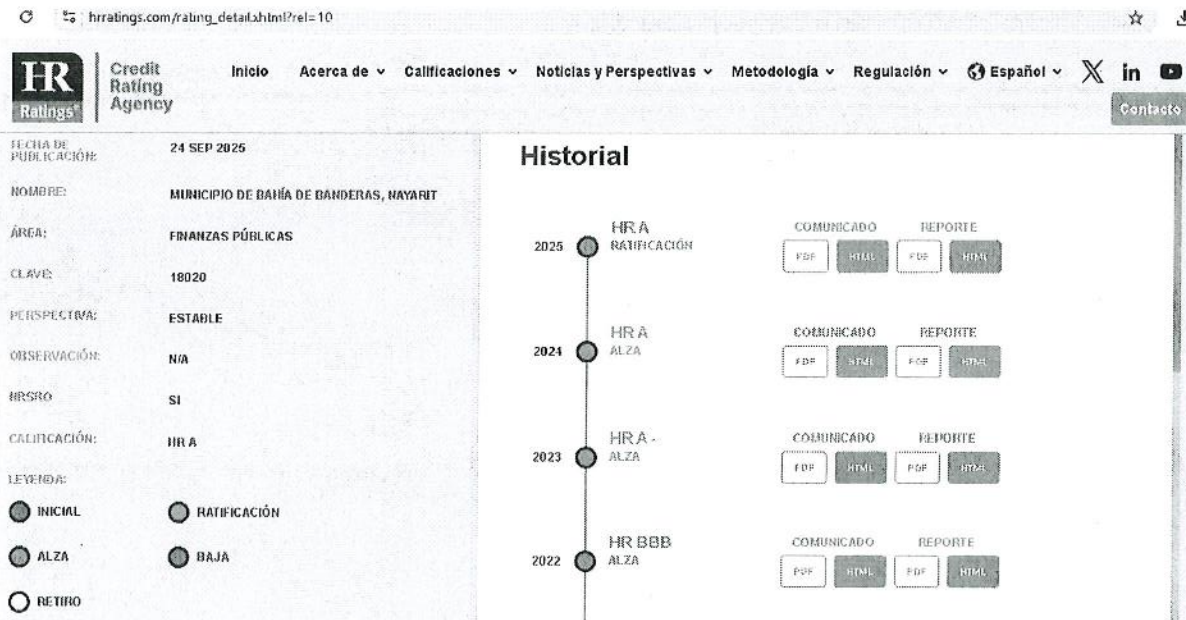 hrratings.com/rating_detail.xhtml?rel=10
HR Ratings®
Credit Rating Agency
Inicio Acerca de Calificaciones Noticias y Perspectivas Metodología Regulación Español
Contacto
FECHA DE PUBLICACIÓN: 24 SEP 2025
NOMBRE: MUNICIPIO DE BAHÍA DE BANDERAS, NAYARIT
ÁREA: FINANZAS PÚBLICAS
CLAVE: 18020
PERSPECTIVA: ESTABLE
OBSERVACIÓN: N/A
NRSRO SI
CALIFICACIÓN: HR A
LEYENDA:
INICIAL RATIFICACIÓN
ALZA BAJA
RETIRO
Historial
2025 HR A RATIFICACIÓN
COMUNICADO REPORTE
PDF HTML PDF HTML
2024 HR A ALZA
COMUNICADO REPORTE
PDF HTML PDF HTML
2023 HR A - ALZA
COMUNICADO REPORTE
PDF HTML PDF HTML
2022 HR BBB ALZA
COMUNICADO REPORTE
PDF HTML PDF HTML